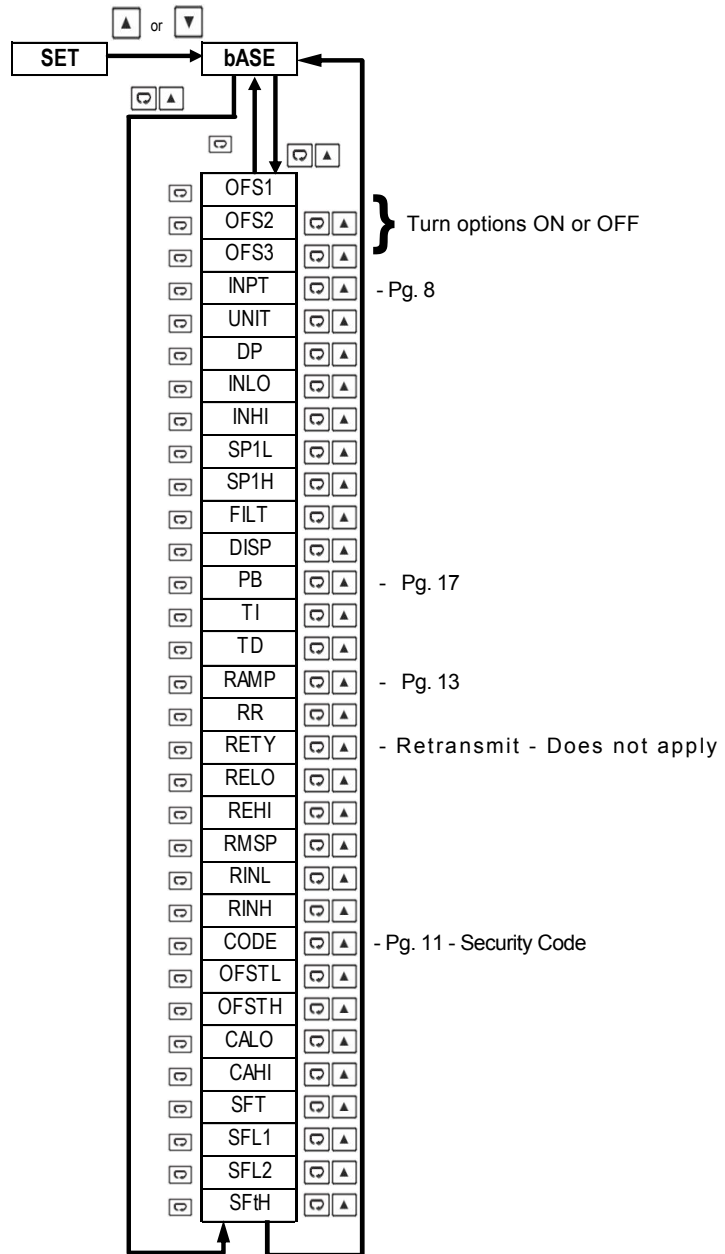 or
SET
bASE
OFS1
OFS2
OFS3
} Turn options ON or OFF
INPT - Pg. 8
UNIT
DP
INLO
INHI
SP1L
SP1H
FILT
DISP
PB - Pg. 17
TI
TD
RAMP - Pg. 13
RR
RETY - Retransmit - Does not apply
RELO
REHI
RMSP
RINL
RINH
CODE - Pg. 11 - Security Code
OFSTL
OFSTH
CALO
CAHI
SFT
SFL1
SFL2
SFtH